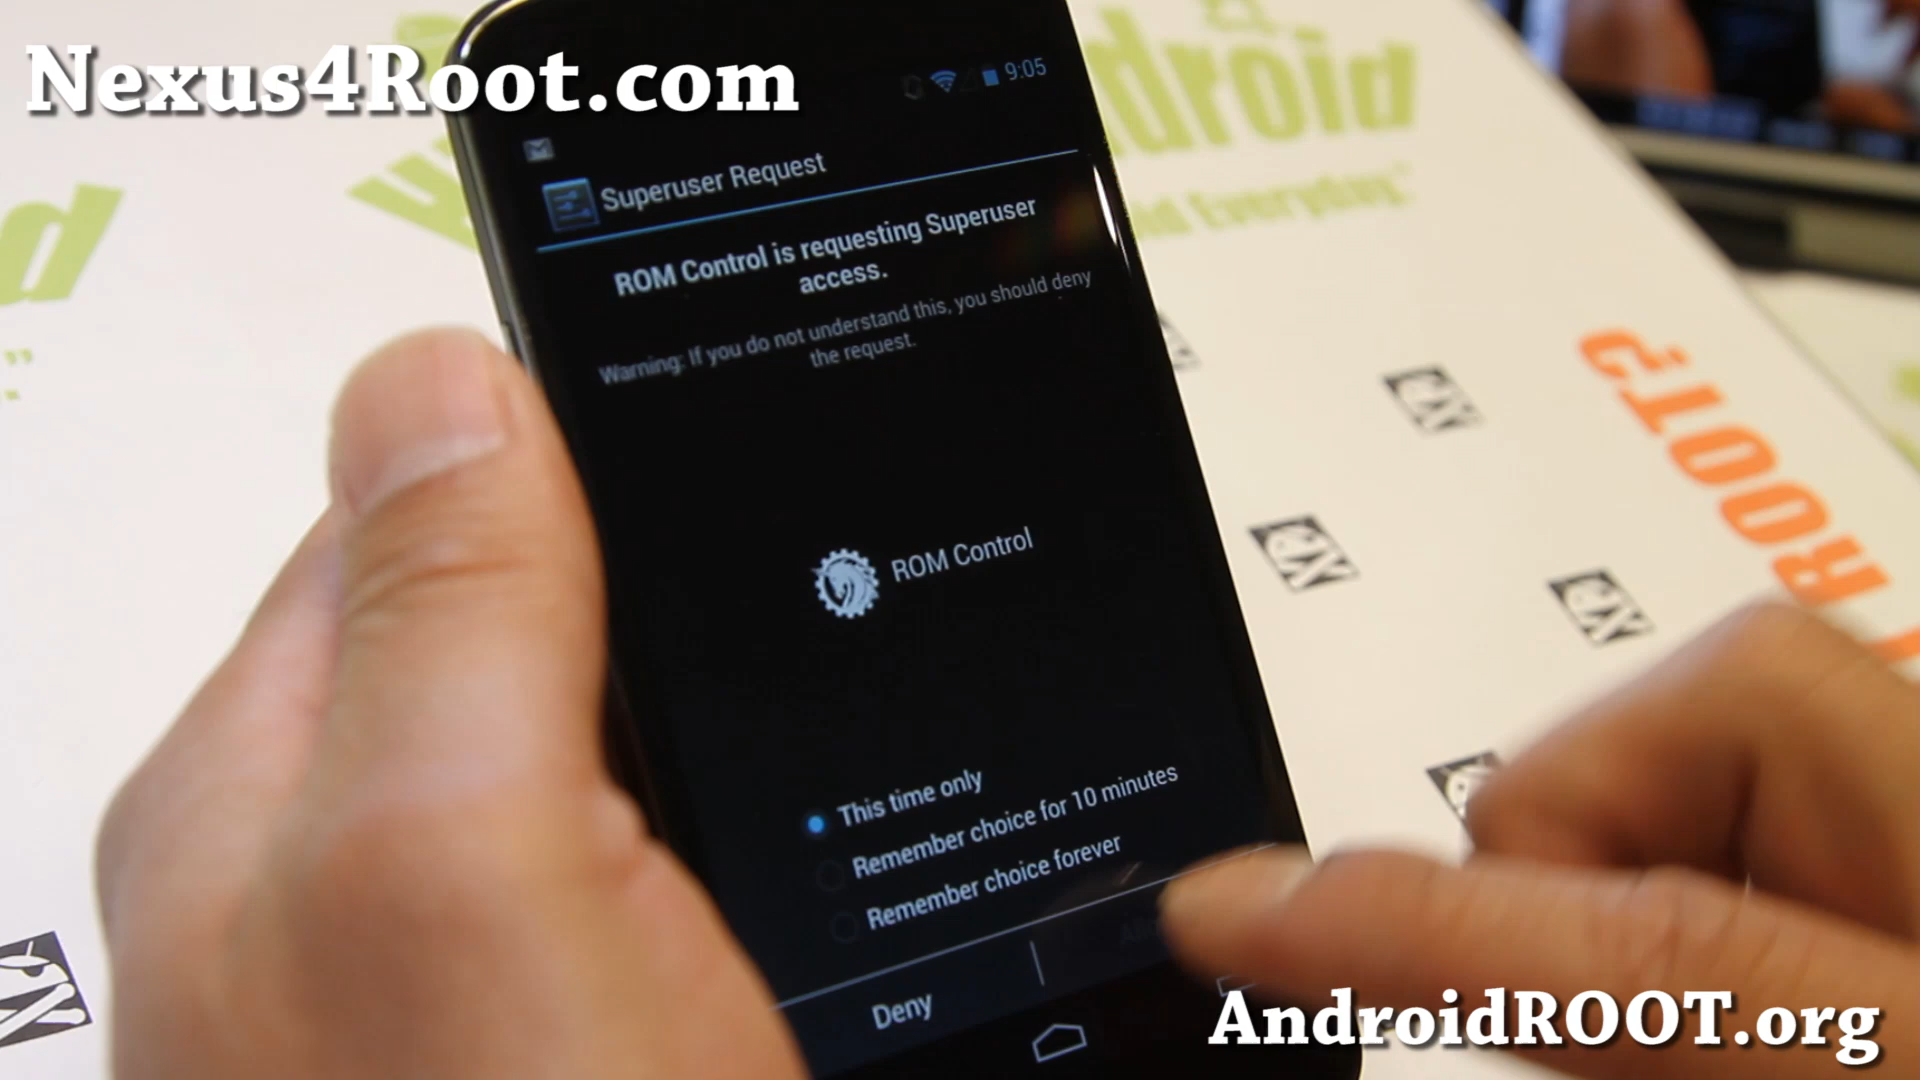 Nexus4Root.com
9:05
Superuser Request
ROM Control is requesting Superuser
access.
Warning: If you do not understand this, you should deny
the request.
ROM Control
This time only
Remember choice for 10 minutes
Remember choice forever
Deny
ROOT?
AndroidROOT.org